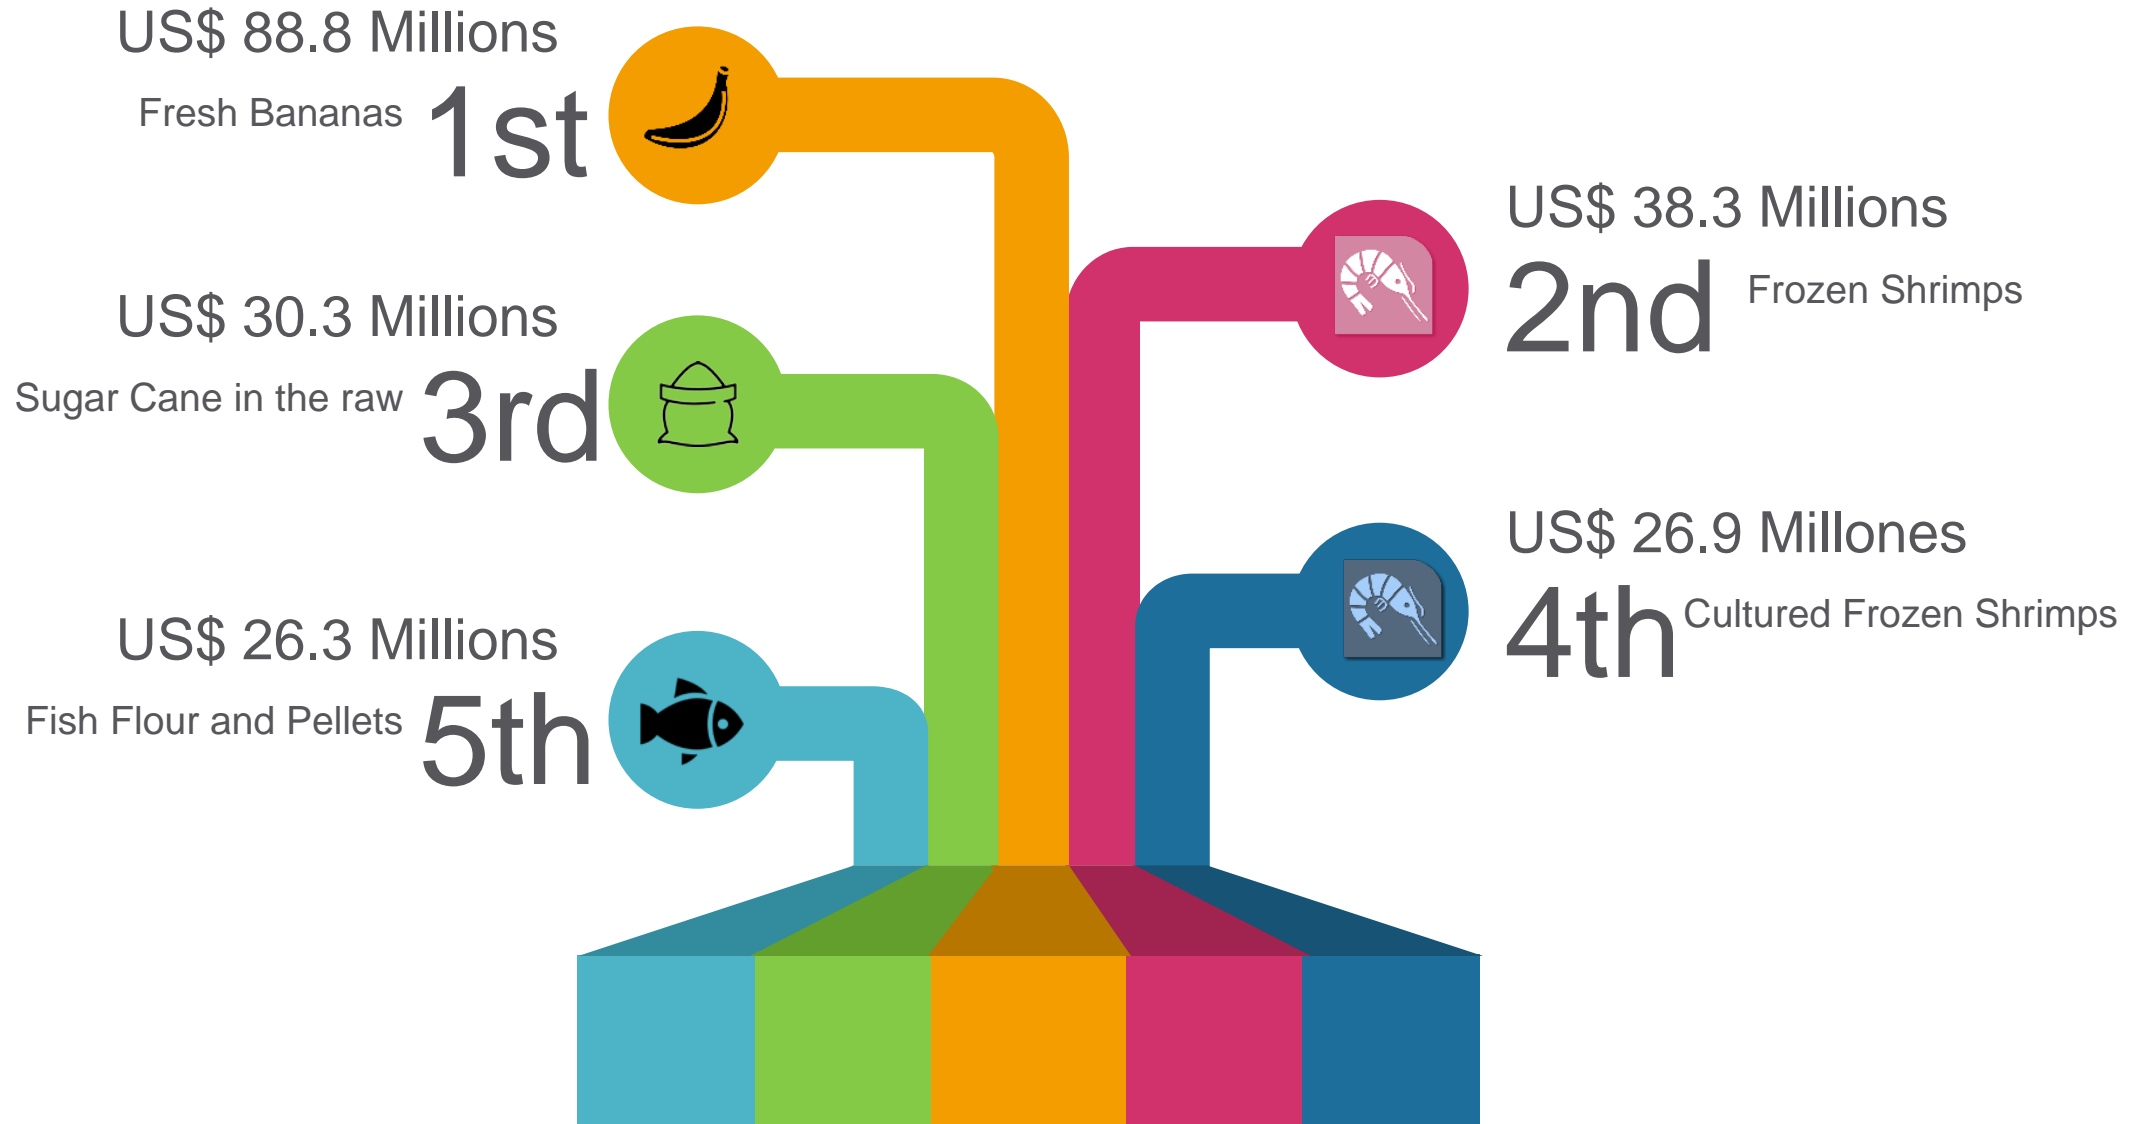 US$ 88.8 Millions
Fresh Bananas 1st
US$ 38.3 Millions
2nd Frozen Shrimps
US$ 30.3 Millions
Sugar Cane in the raw 3rd
US$ 26.9 Millones
4th Cultured Frozen Shrimps
US$ 26.3 Millions
Fish Flour and Pellets 5th